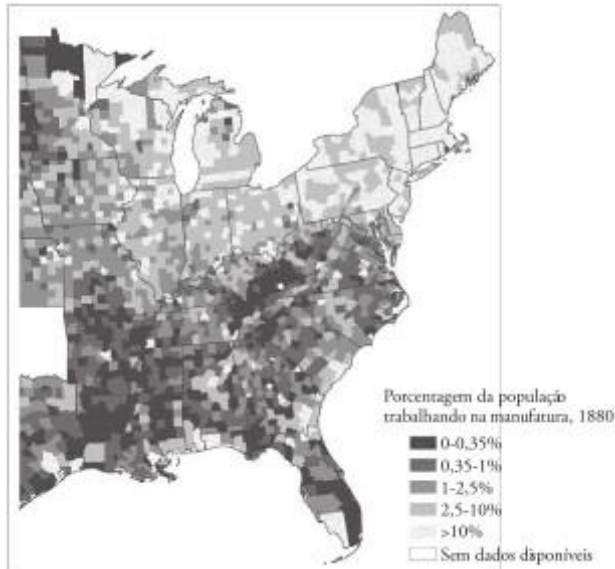 Porcentagem da população
trabalhando na manufatura, 1880
0-0,35%
0,35-1%
1-2,5%
2,5-10%
>10%
Sem dados disponíveis